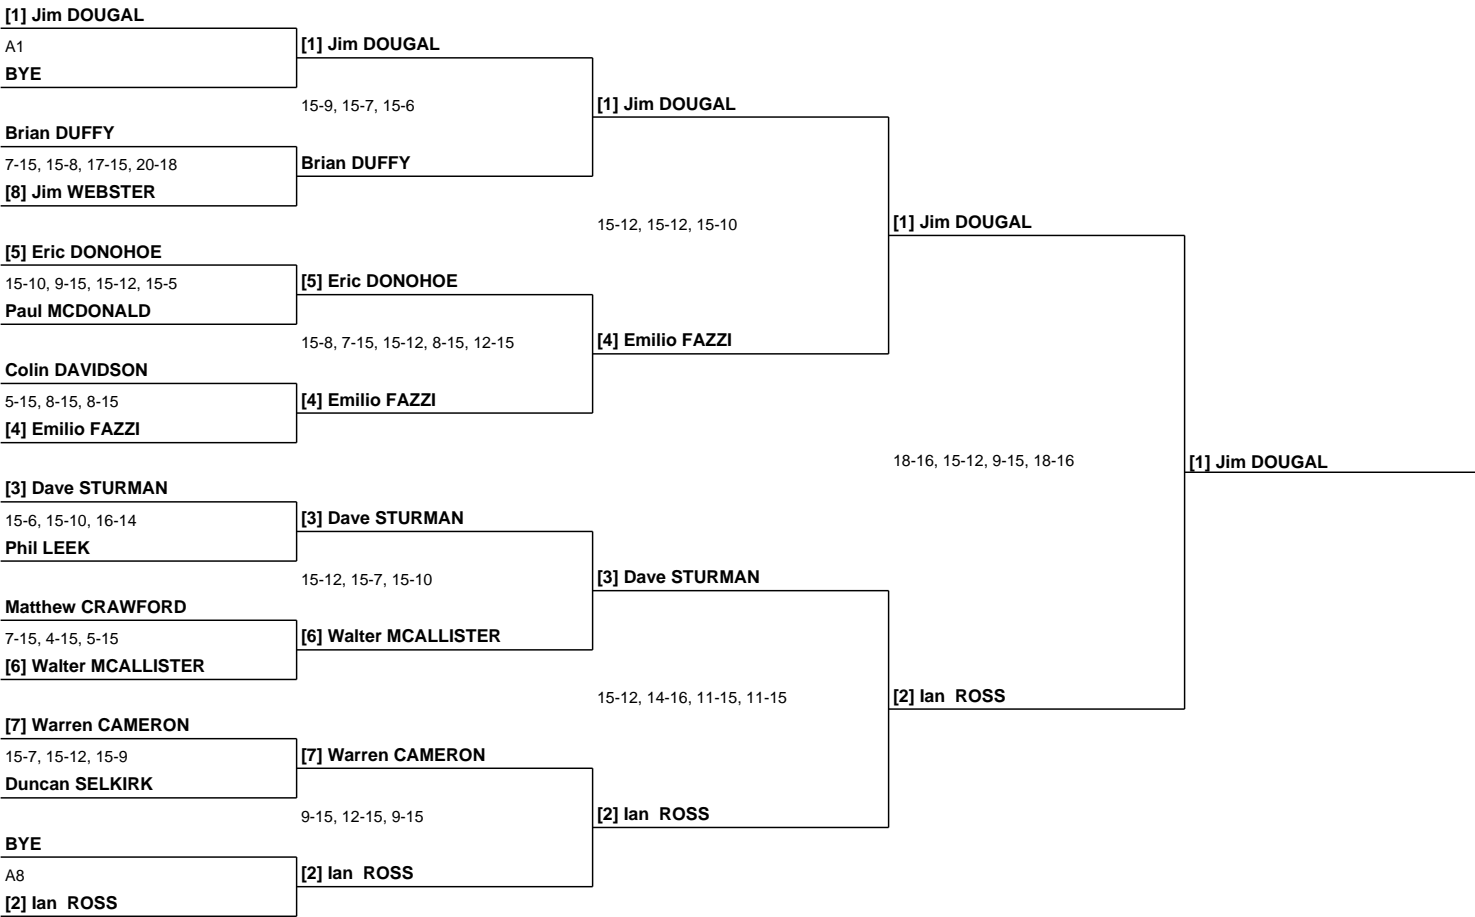 [1] Jim DOUGAL
A1
BYE
Brian DUFFY
7-15, 15-8, 17-15, 20-18
[8] Jim WEBSTER
[5] Eric DONOHOE
15-10, 9-15, 15-12, 15-5
Paul MCDONALD
Colin DAVIDSON
5-15, 8-15, 8-15
[4] Emilio FAZZI
[3] Dave STURMAN
15-6, 15-10, 16-14
Phil LEEK
Matthew CRAWFORD
7-15, 4-15, 5-15
[6] Walter MCALLISTER
[7] Warren CAMERON
15-7, 15-12, 15-9
Duncan SELKIRK
BYE
A8
[2] Ian  ROSS
[1] Jim DOUGAL
15-9, 15-7, 15-6
Brian DUFFY
[5] Eric DONOHOE
15-8, 7-15, 15-12, 8-15, 12-15
[4] Emilio FAZZI
[3] Dave STURMAN
15-12, 15-7, 15-10
[6] Walter MCALLISTER
[7] Warren CAMERON
9-15, 12-15, 9-15
[2] Ian  ROSS
[1] Jim DOUGAL
15-12, 15-12, 15-10
[4] Emilio FAZZI
[3] Dave STURMAN
15-12, 14-16, 11-15, 11-15
[2] Ian  ROSS
[1] Jim DOUGAL
18-16, 15-12, 9-15, 18-16
[2] Ian  ROSS
[1] Jim DOUGAL